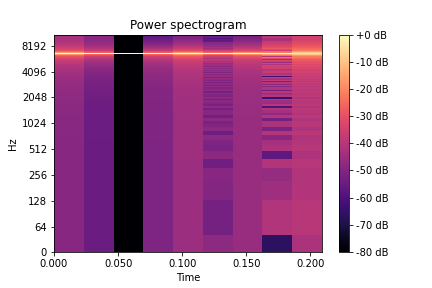 Power spectrogram
Hz
8192
4096
2048
1024
512
256
128
64
0
0.000 0.050 0.100 0.150 0.200
Time
+0 dB
-10 dB
-20 dB
-30 dB
-40 dB
-50 dB
-60 dB
-70 dB
-80 dB